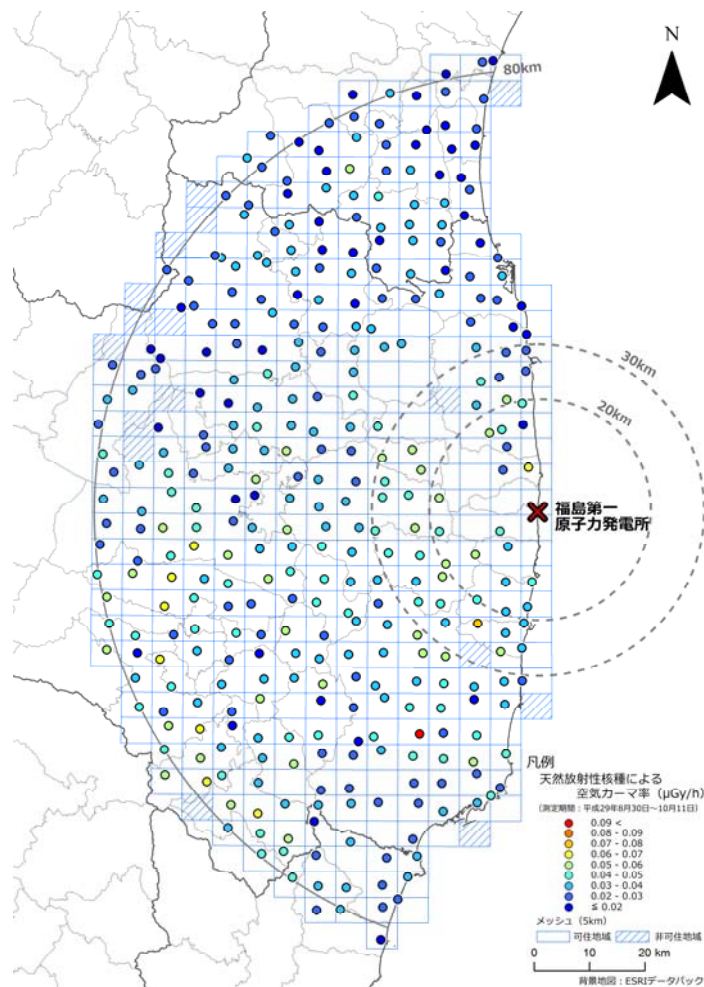 N
80km
30km
20km
福島第一
原子力発電所
凡例
天然放射性核種による
空気カーマ率 (μGy/h)
(測定期間：平成29年8月30日～10月11日)
0.09 <
0.08 - 0.09
0.07 - 0.08
0.06 - 0.07
0.05 - 0.06
0.04 - 0.05
0.03 - 0.04
0.02 - 0.03
≦ 0.02
メッシュ（5km）
可住地域 非可住地域
0 10 20 km
背景地図：ESRIデータパック